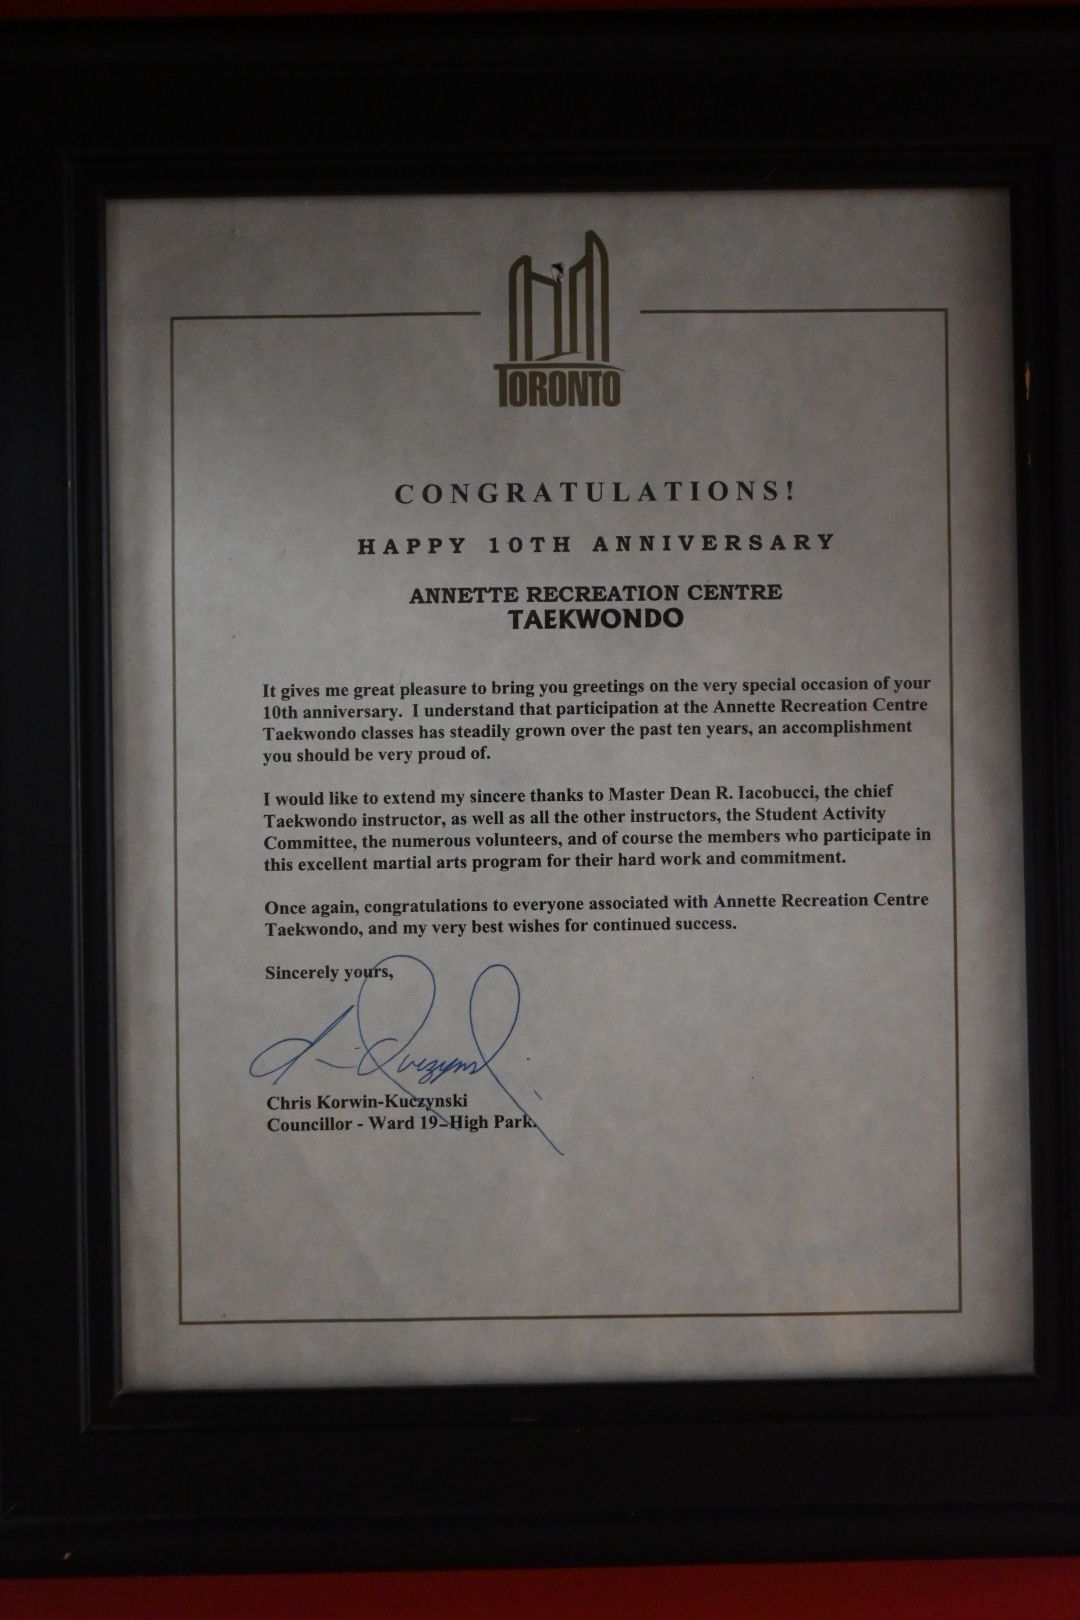 TORONTO
CONGRATULATIONS!
HAPPY 10TH ANNIVERSARY
ANNETTE RECREATION CENTRE
TAEKWONDO
It gives me great pleasure to bring you greetings on the very special occasion of your
10th anniversary. I understand that participation at the Annette Recreation Centre
Taekwondo classes has steadily grown over the past ten years, an accomplishment
you should be very proud of.
I would like to extend my sincere thanks to Master Dean R. Iacobucci, the chief
Taekwondo instructor, as well as all the other instructors, the Student Activity
Committee, the numerous volunteers, and of course the members who participate in
this excellent martial arts program for their hard work and commitment.
Once again, congratulations to everyone associated with Annette Recreation Centre
Taekwondo, and my very best wishes for continued success.
Sincerely yours,
Chris Korwin-Kuczynski
Councillor - Ward 19-High Park.